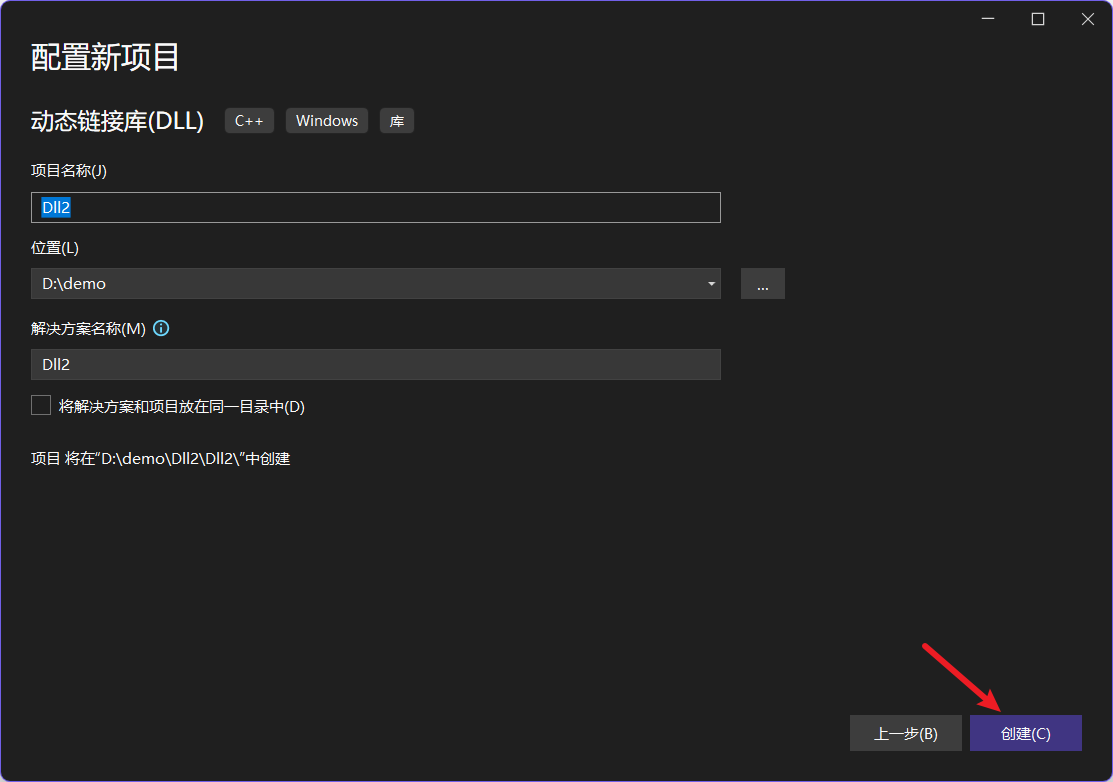 配置新项目
动态链接库(DLL) C++ Windows 库
项目名称(J)
Dll2
位置(L)
D:\demo
...
解决方案名称(M)
Dll2
将解决方案和项目放在同一目录中(D)
项目 将在“D:\demo\Dll2\Dll2\”中创建
上一步(B) 创建(C)